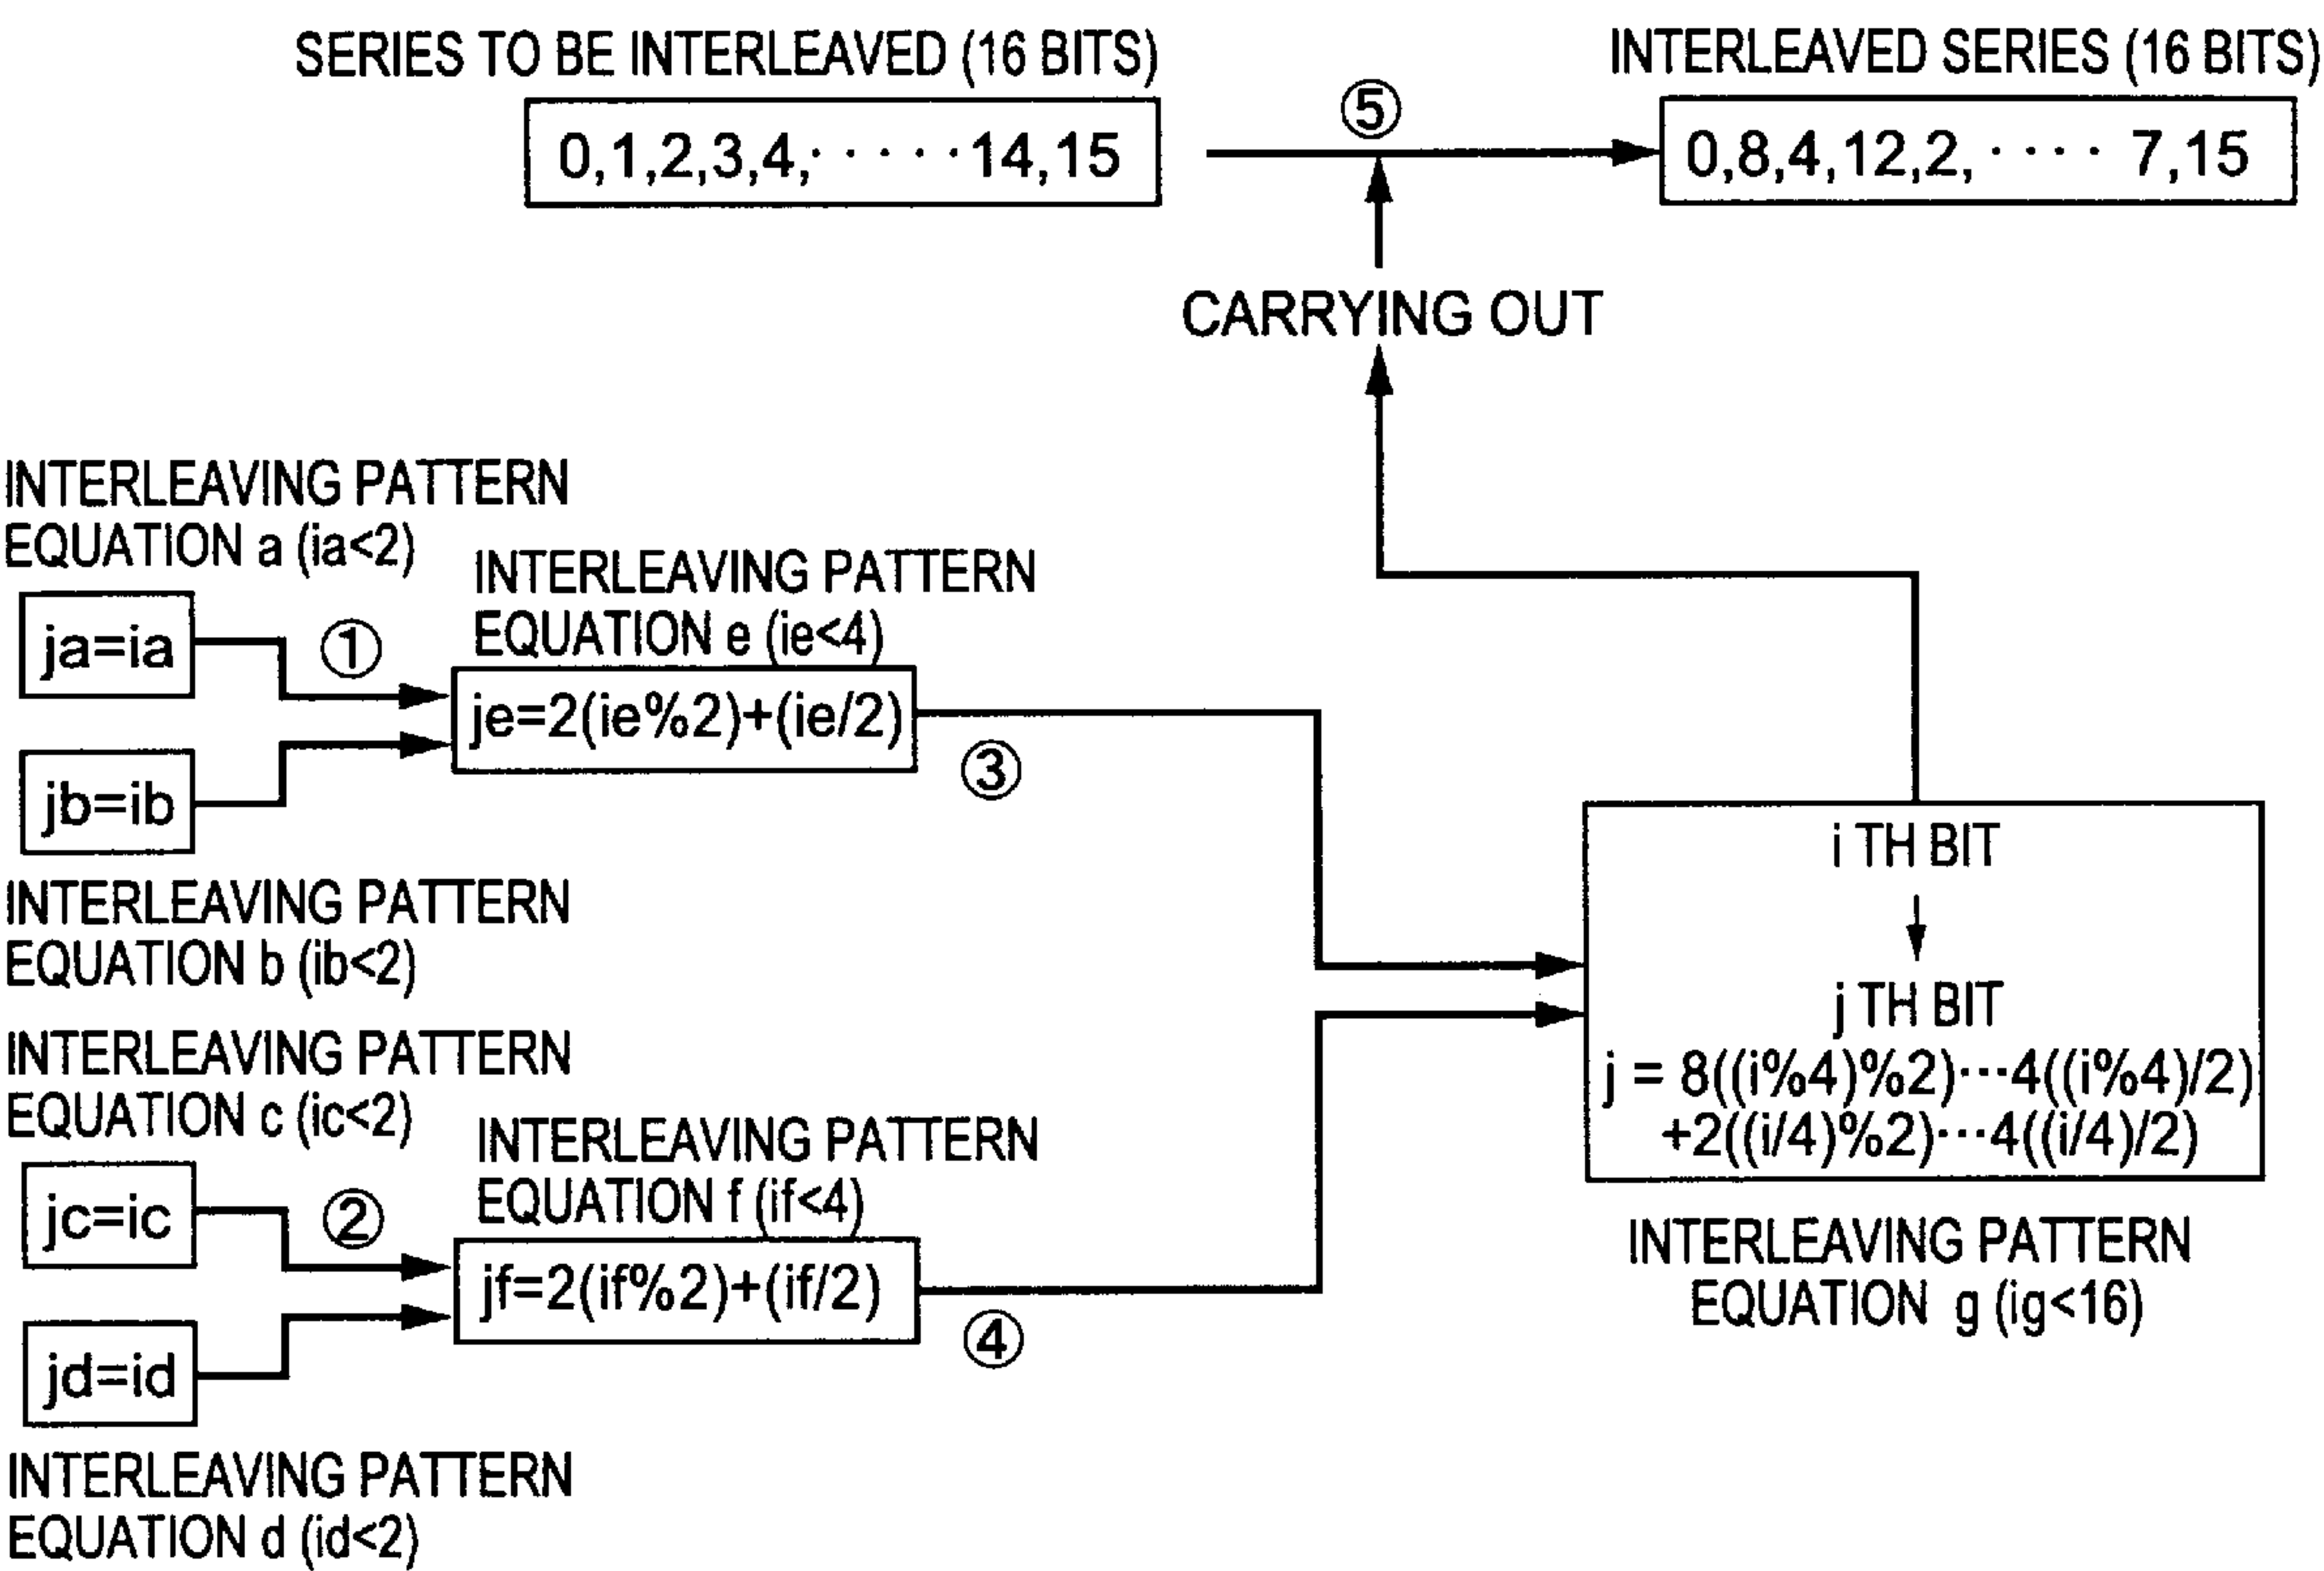 SERIES TO BE INTERLEAVED (16 BITS)
0,1,2,3,4,·····14,15
⑤
INTERLEAVED SERIES (16 BITS)
0,8,4,12,2,···· 7,15
CARRYING OUT
INTERLEAVING PATTERN
EQUATION a (ia<2)
ja=ia
①
INTERLEAVING PATTERN
EQUATION e (ie<4)
je=2(ie%2)+(ie/2)
③
jb=ib
INTERLEAVING PATTERN
EQUATION b (ib<2)
INTERLEAVING PATTERN
EQUATION c (ic<2)
jc=ic
②
INTERLEAVING PATTERN
EQUATION f (if<4)
jf=2(if%2)+(if/2)
④
jd=id
INTERLEAVING PATTERN
EQUATION d (id<2)
i TH BIT
j TH BIT
j = 8((i%4)%2)···4((i%4)/2)
+2((i/4)%2)···4((i/4)/2)
INTERLEAVING PATTERN
EQUATION g (ig<16)